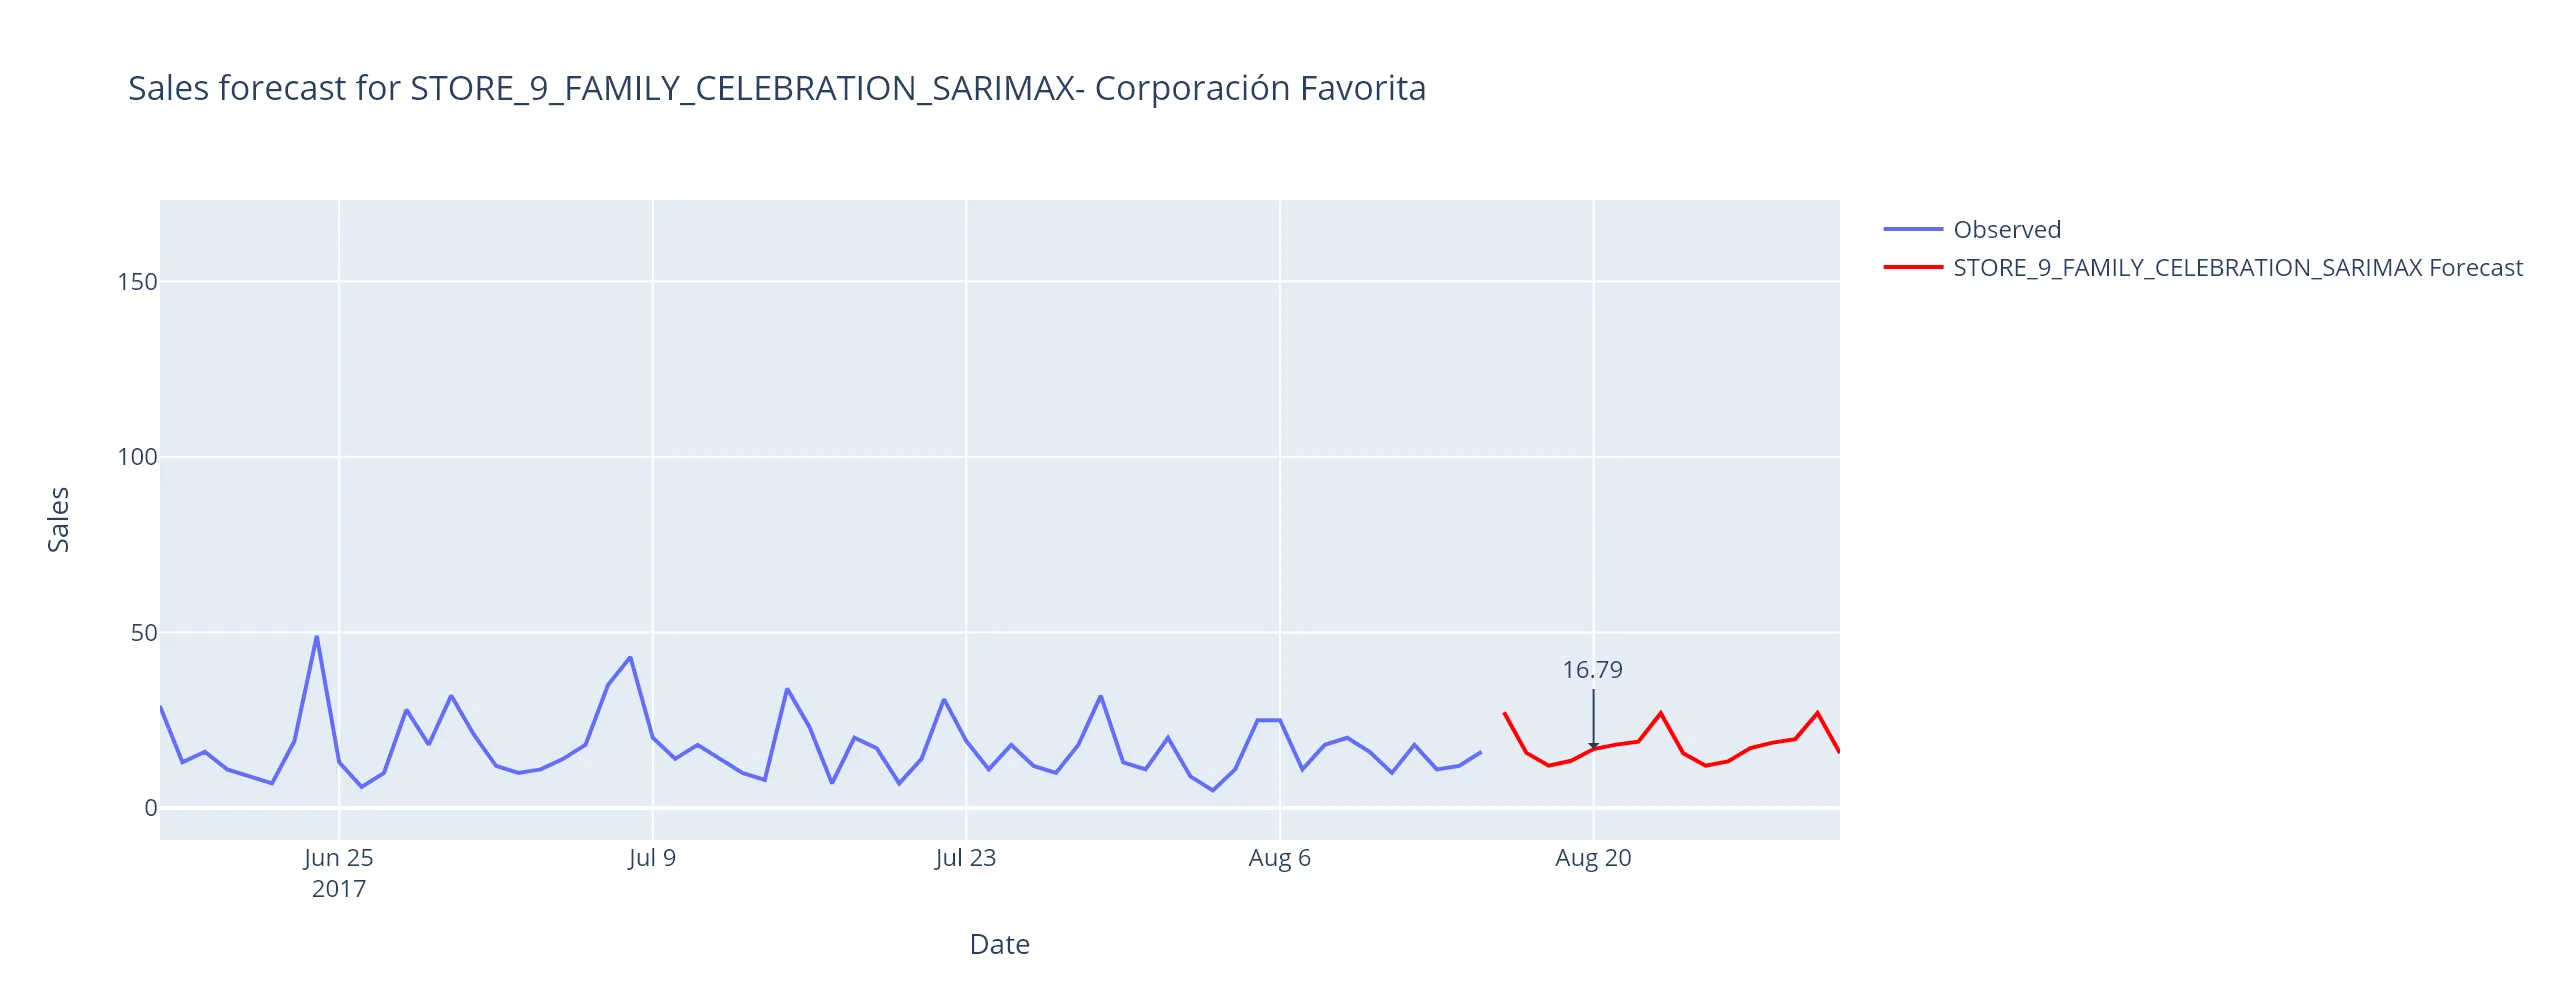 Sales forecast for STORE_9_FAMILY_CELEBRATION_SARIMAX- Corporación Favorita
Observed
STORE_9_FAMILY_CELEBRATION_SARIMAX Forecast
150
100
50
0
Sales
16.79
Jun 25
2017
Jul 9
Jul 23
Aug 6
Aug 20
Date